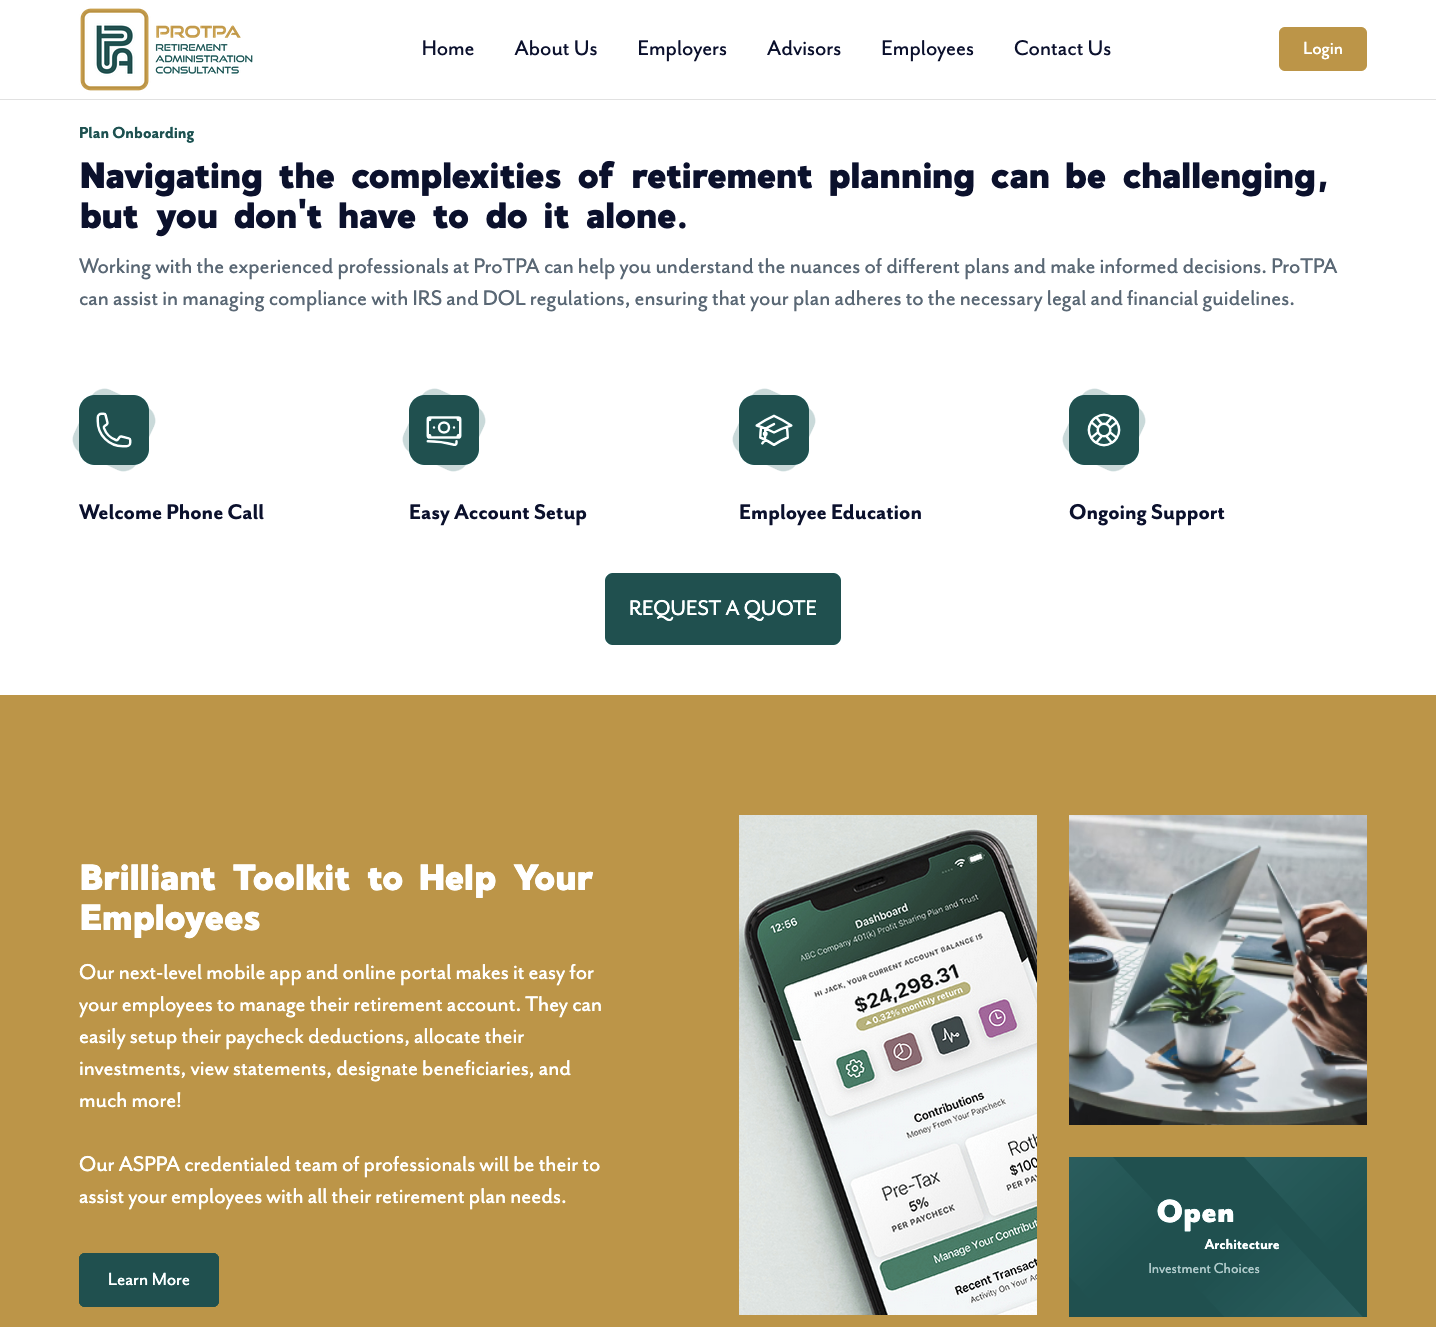 PROTPA
RETIREMENT
ADMINISTRATION
CONSULTANTS
Home
About Us
Employers
Advisors
Employees
Contact Us
Login
Plan Onboarding
Navigating the complexities of retirement planning can be challenging,
but you don't have to do it alone.
Working with the experienced professionals at ProTPA can help you understand the nuances of different plans and make informed decisions. ProTPA
can assist in managing compliance with IRS and DOL regulations, ensuring that your plan adheres to the necessary legal and financial guidelines.
Welcome Phone Call
Easy Account Setup
Employee Education
Ongoing Support
REQUEST A QUOTE
Brilliant Toolkit to Help Your
Employees
Our next-level mobile app and online portal makes it easy for
your employees to manage their retirement account. They can
easily setup their paycheck deductions, allocate their
investments, view statements, designate beneficiaries, and
much more!
Our ASPPA credentialed team of professionals will be their to
assist your employees with all their retirement plan needs.
Learn More
12:56
Dashboard
ABC Company 401(k) Profit Sharing Plan and Trust
HI JACK, YOUR CURRENT ACCOUNT BALANCE IS
$24,298.31
0.32% monthly return
Contributions
Money From Your Paycheck
Pre-Tax
5%
PER PAYCHECK
Roth
$100
PER PA
Manage Your Contribut
Recent Transact
Activity On Your Ac
Open
Architecture
Investment Choices